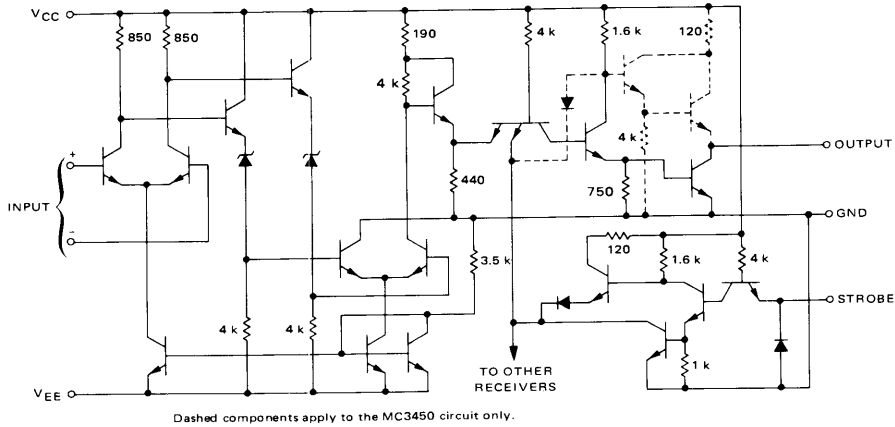 VCC
850
850
190
4 k
4 k
1.6 k
120
4 k
440
750
OUTPUT
GND
INPUT
+
–
3.5 k
120
1.6 k
4 k
STROBE
4 k
4 k
1 k
TO OTHER
RECEIVERS
VEE
Dashed components apply to the MC3450 circuit only.